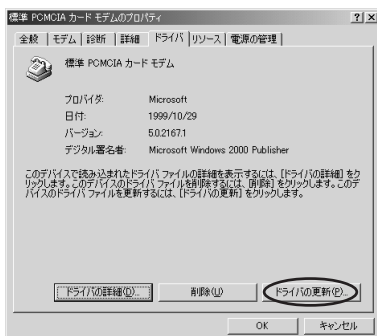 標準 PCMCIA カード モデムのプロパティ ? ×
全般 モデム 診断 詳細 ドライバ リソース 電源の管理
標準 PCMCIA カード モデム
プロバイダ: Microsoft
日付: 1999/10/29
バージョン: 5.0.2167.1
デジタル署名者: Microsoft Windows 2000 Publisher
このデバイスで読み込まれたドライバ ファイルの詳細を表示するには、[ドライバの詳細] をク
リックします。このデバイスのドライバ ファイルを削除するには、[削除] をクリックします。このデ
バイスのドライバ ファイルを更新するには、[ドライバの更新] をクリックします。
ドライバの詳細(D)... 削除(U) ドライバの更新(P)...
OK キャンセル